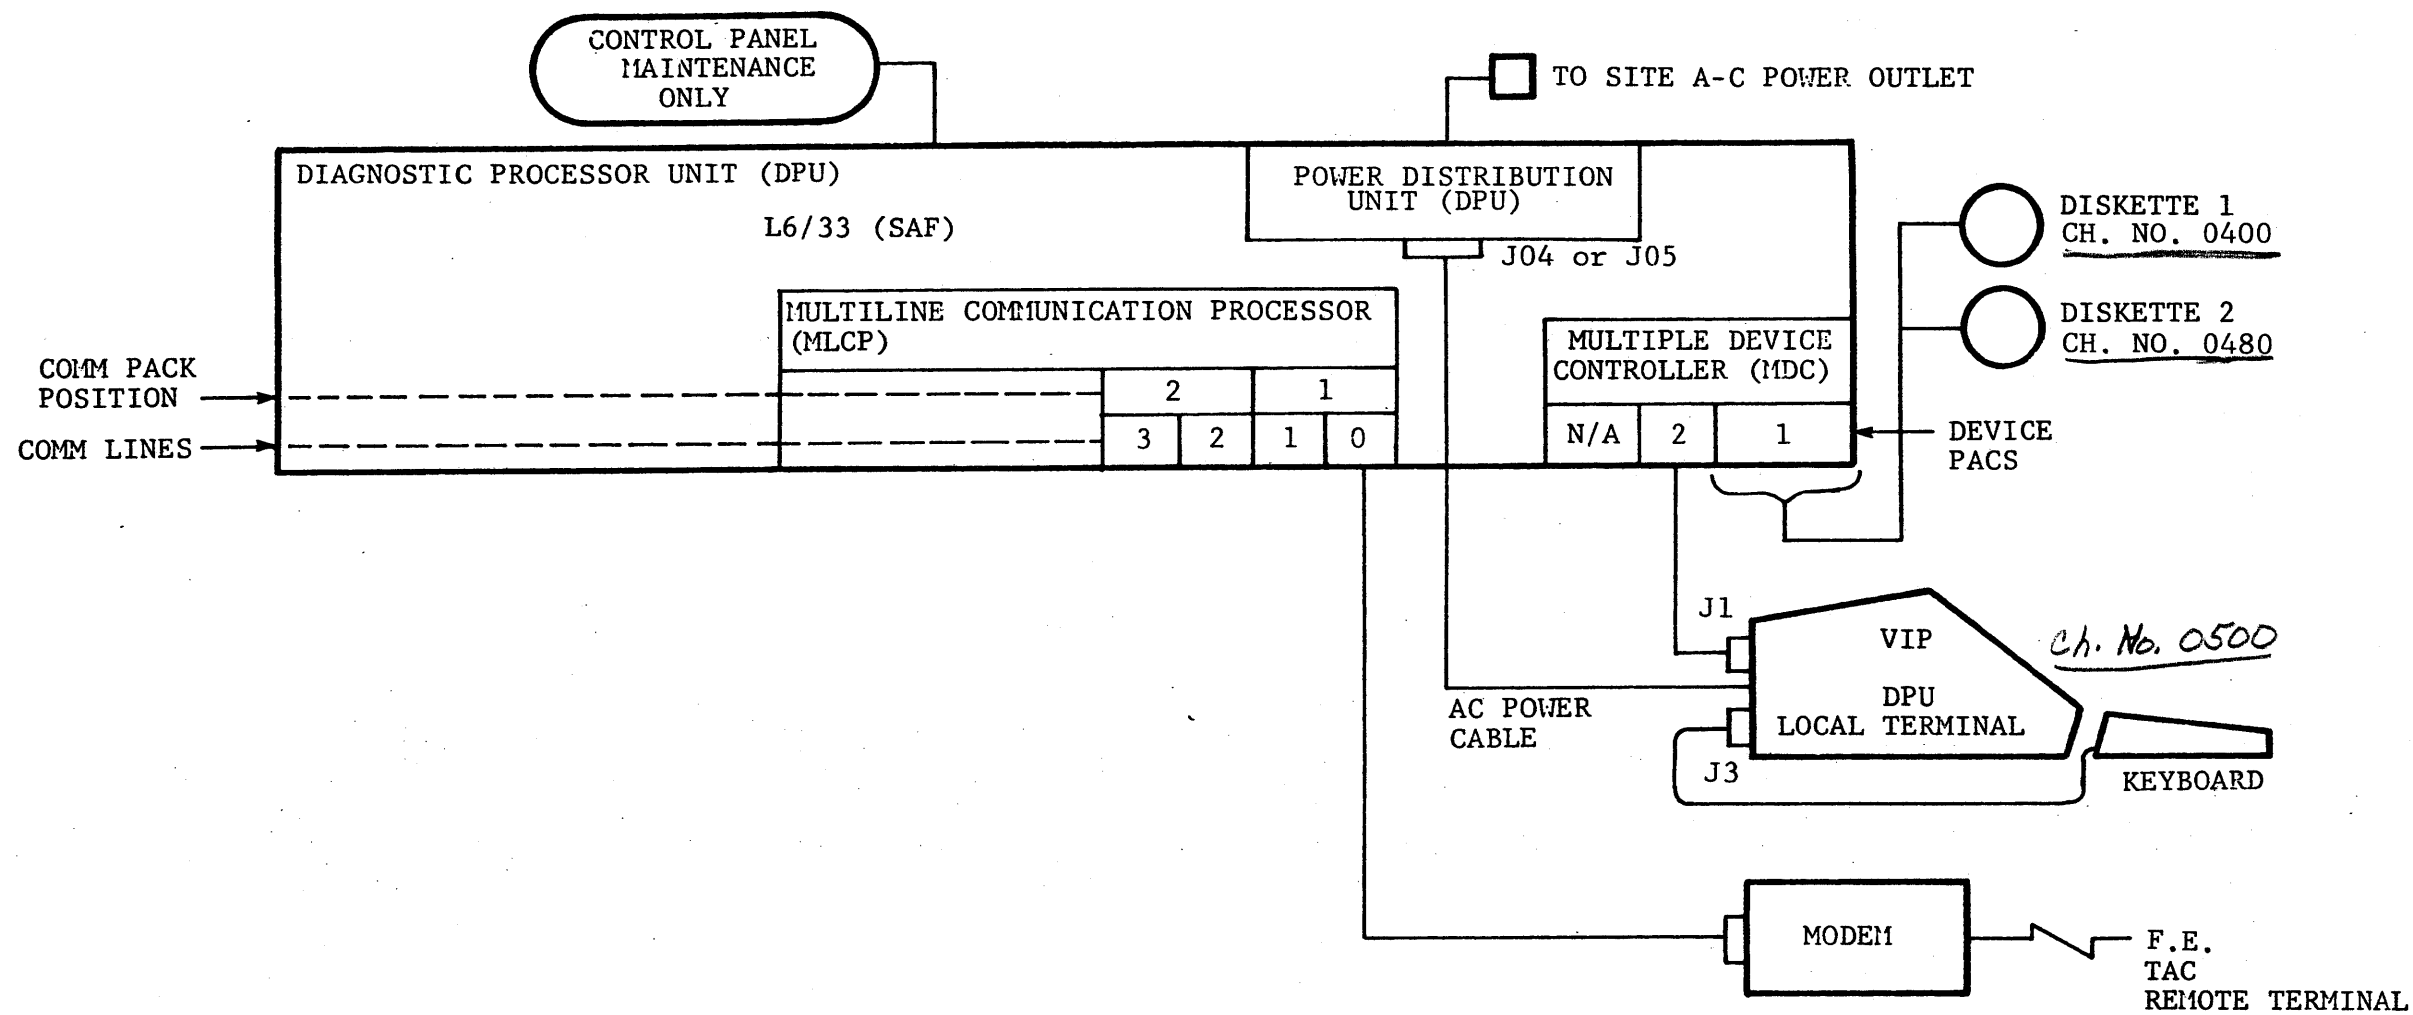 CONTROL PANEL
MAINTENANCE
ONLY
TO SITE A-C POWER OUTLET
DIAGNOSTIC PROCESSOR UNIT (DPU)
L6/33 (SAF)
POWER DISTRIBUTION
UNIT (DPU)
J04 or J05
DISKETTE 1
CH. NO. 0400
DISKETTE 2
CH. NO. 0480
MULTILINE COMMUNICATION PROCESSOR
(MLCP)
MULTIPLE DEVICE
CONTROLLER (MDC)
COMM PACK
POSITION
2 1
COMM LINES
3 2 1 0
N/A 2 1
DEVICE
PACS
J1
VIP
Ch. No. 0500
DPU
LOCAL TERMINAL
AC POWER
CABLE
J3
KEYBOARD
MODEM
F.E.
TAC
REMOTE TERMINAL